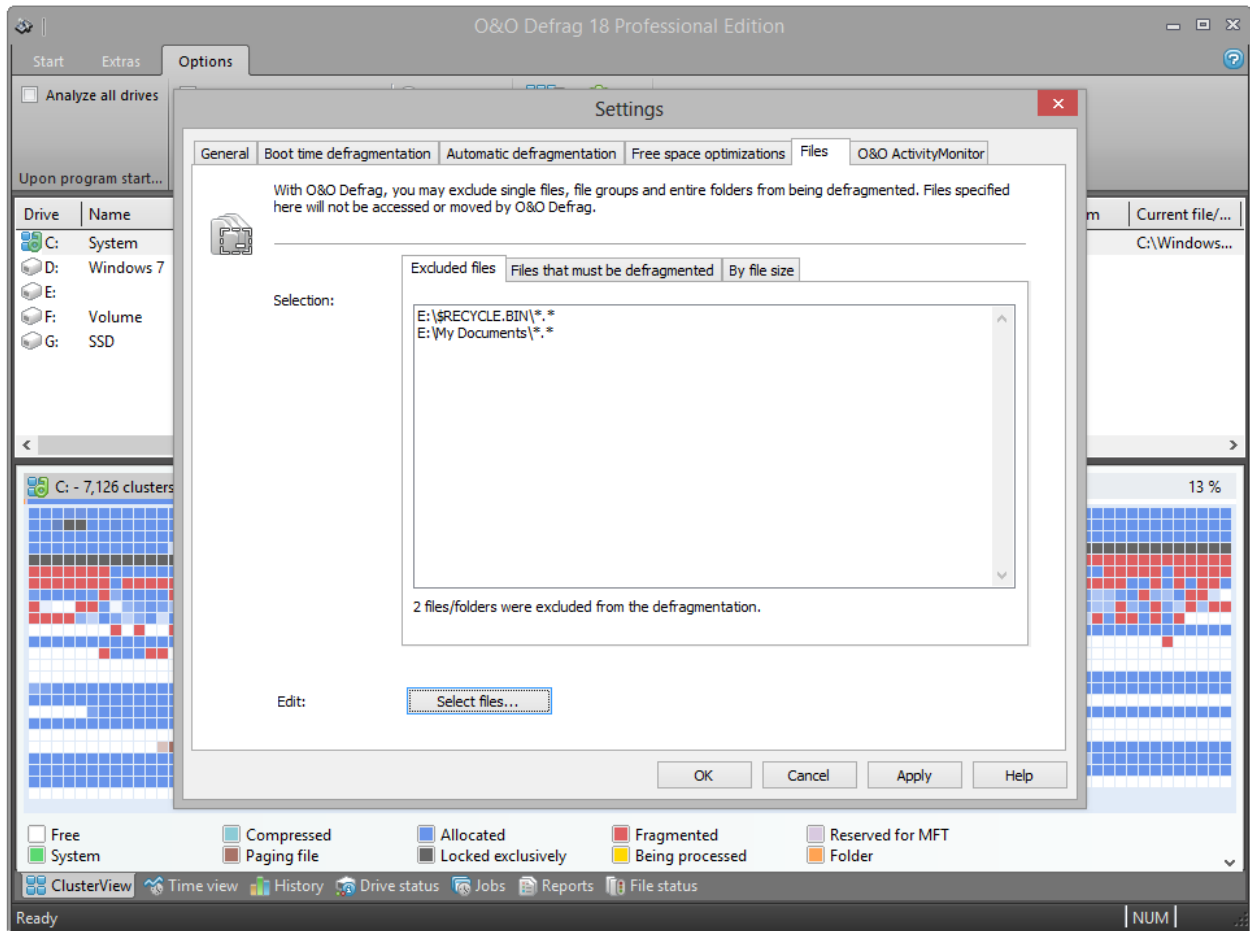 O&O Defrag 18 Professional Edition
Start Extras Options
Analyze all drives
Upon program start...
Settings
General Boot time defragmentation Automatic defragmentation Free space optimizations Files O&O ActivityMonitor
With O&O Defrag, you may exclude single files, file groups and entire folders from being defragmented. Files specified
here will not be accessed or moved by O&O Defrag.
Excluded files Files that must be defragmented By file size
Selection:
E:\$RECYCLE.BIN\*.*
E:\My Documents\*.*
2 files/folders were excluded from the defragmentation.
Edit: Select files...
OK Cancel Apply Help
Drive Name Current file/...
C: System C:\Windows...
D: Windows 7
E:
F: Volume
G: SSD
C: - 7,126 clusters 13 %
Free Compressed Allocated Fragmented Reserved for MFT
System Paging file Locked exclusively Being processed Folder
ClusterView Time view History Drive status Jobs Reports File status
Ready NUM